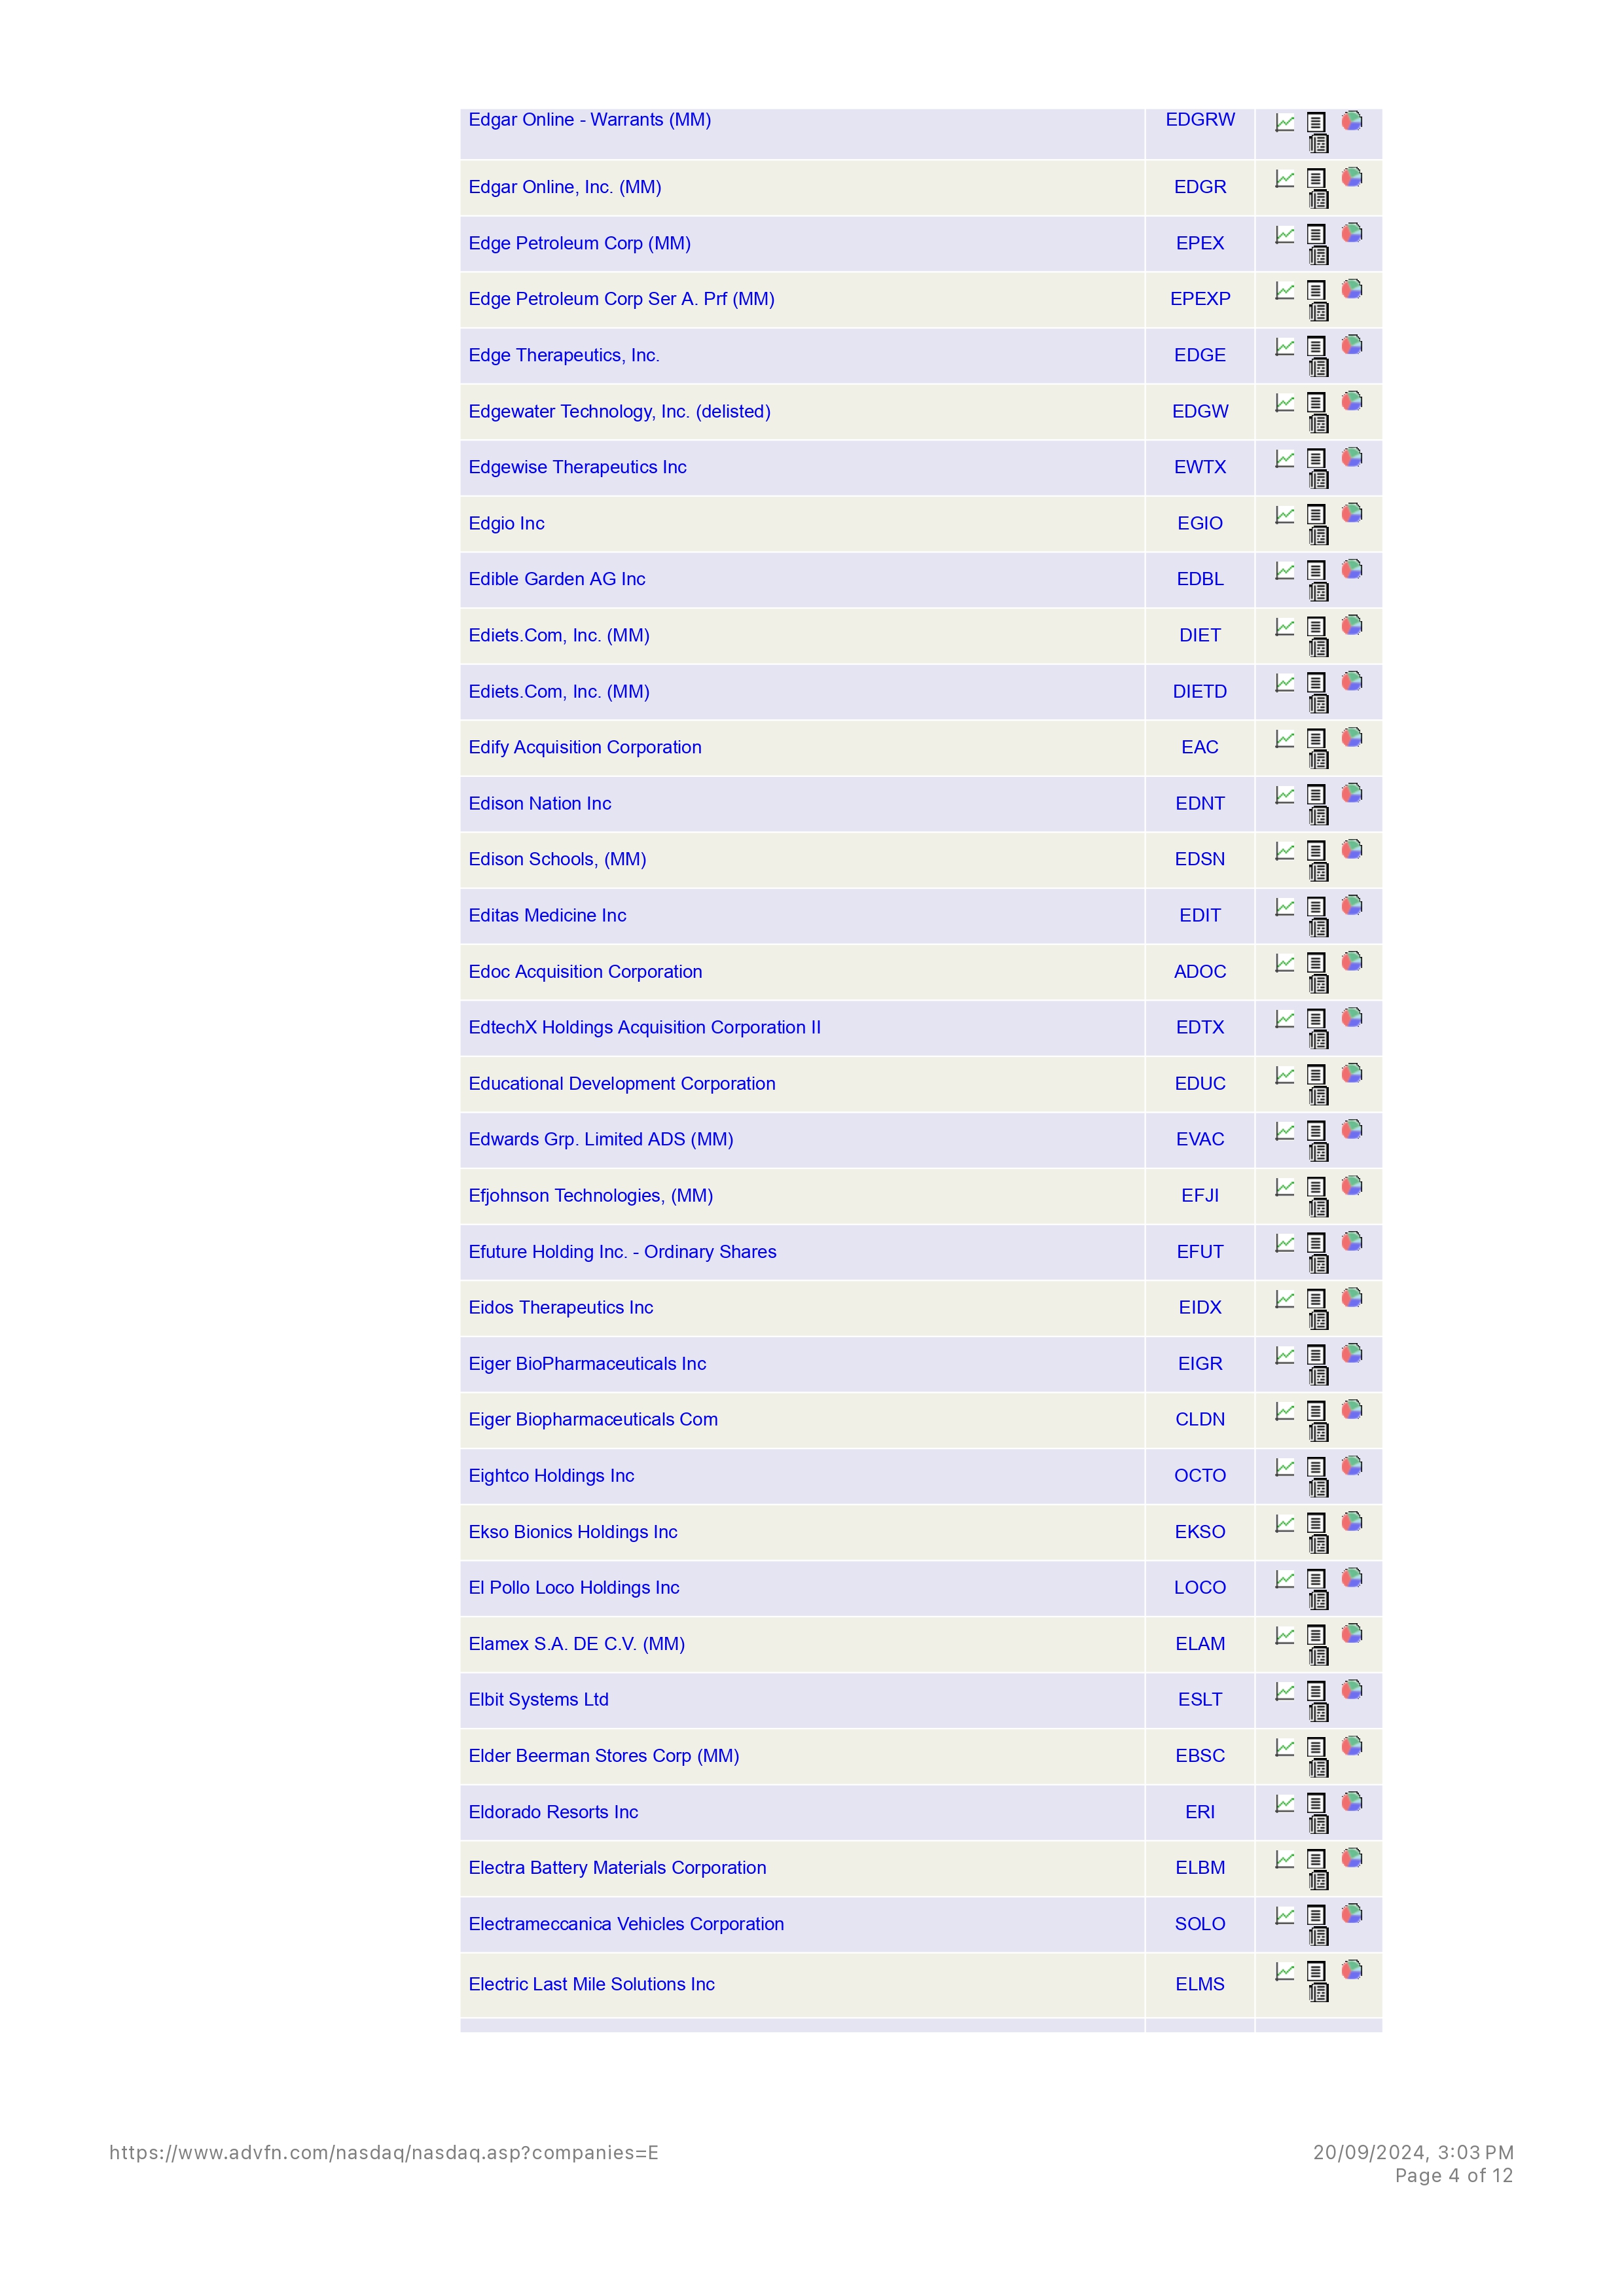 Edgar Online - Warrants (MM) EDGRW
Edgar Online, Inc. (MM) EDGR
Edge Petroleum Corp (MM) EPEX
Edge Petroleum Corp Ser A. Prf (MM) EPEXP
Edge Therapeutics, Inc. EDGE
Edgewater Technology, Inc. (delisted) EDGW
Edgewise Therapeutics Inc EWTX
Edgio Inc EGIO
Edible Garden AG Inc EDBL
Ediets.Com, Inc. (MM) DIET
Ediets.Com, Inc. (MM) DIETD
Edify Acquisition Corporation EAC
Edison Nation Inc EDNT
Edison Schools, (MM) EDSN
Editas Medicine Inc EDIT
Edoc Acquisition Corporation ADOC
EdtechX Holdings Acquisition Corporation II EDTX
Educational Development Corporation EDUC
Edwards Grp. Limited ADS (MM) EVAC
Efjohnson Technologies, (MM) EFJI
Efuture Holding Inc. - Ordinary Shares EFUT
Eidos Therapeutics Inc EIDX
Eiger BioPharmaceuticals Inc EIGR
Eiger Biopharmaceuticals Com CLDN
Eightco Holdings Inc OCTO
Ekso Bionics Holdings Inc EKSO
El Pollo Loco Holdings Inc LOCO
Elamex S.A. DE C.V. (MM) ELAM
Elbit Systems Ltd ESLT
Elder Beerman Stores Corp (MM) EBSC
Eldorado Resorts Inc ERI
Electra Battery Materials Corporation ELBM
Electrameccanica Vehicles Corporation SOLO
Electric Last Mile Solutions Inc ELMS
https://www.advfn.com/nasdaq/nasdaq.asp?companies=E 20/09/2024, 3:03 PM
Page 4 of 12